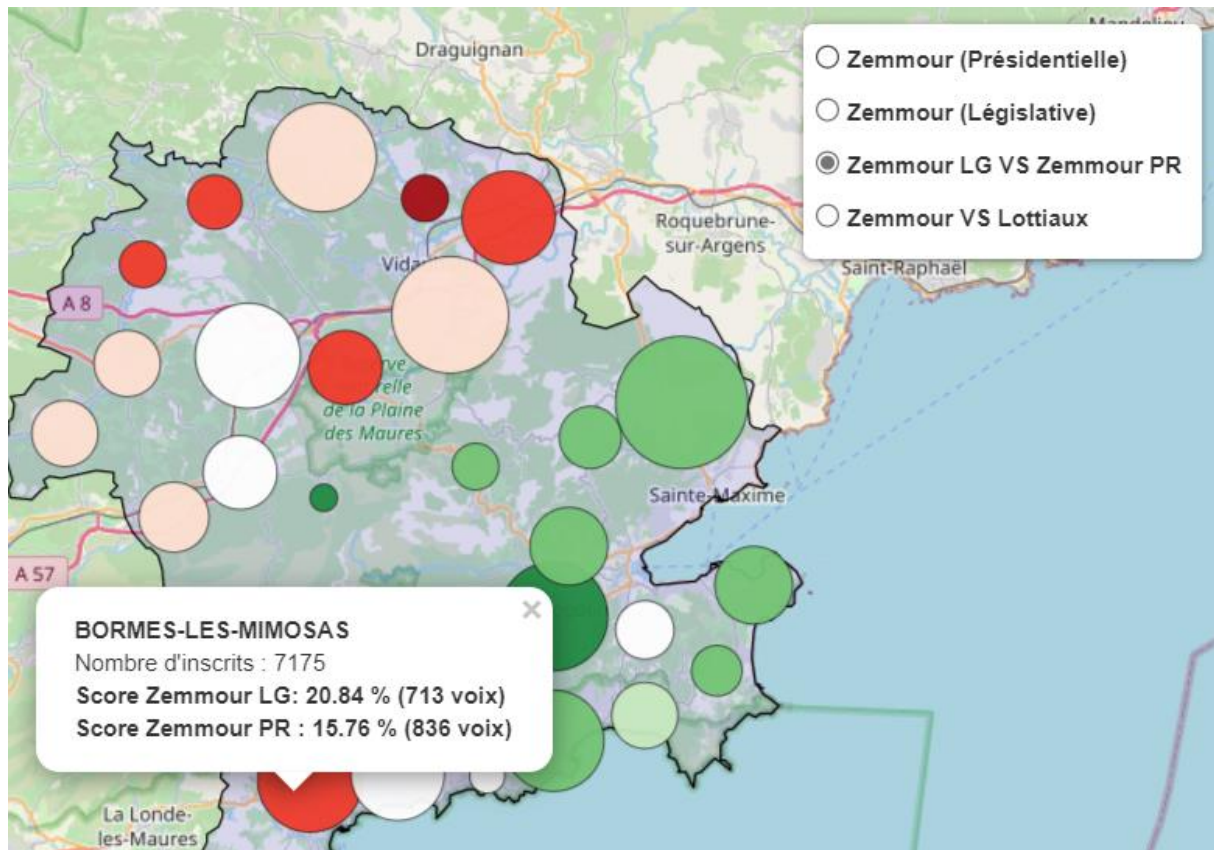 Mandelieu
Draguignan
Zemmour (Présidentielle)
Zemmour (Législative)
Zemmour LG VS Zemmour PR
Zemmour VS Lottiaux
Roquebrune-
sur-Argens
Saint-Raphaël
A 8
de la Plaine
des Maures
Sainte-Maxime
A 57
×
BORMES-LES-MIMOSAS
Nombre d'inscrits : 7175
Score Zemmour LG: 20.84 % (713 voix)
Score Zemmour PR : 15.76 % (836 voix)
La Londe-
les-Maures